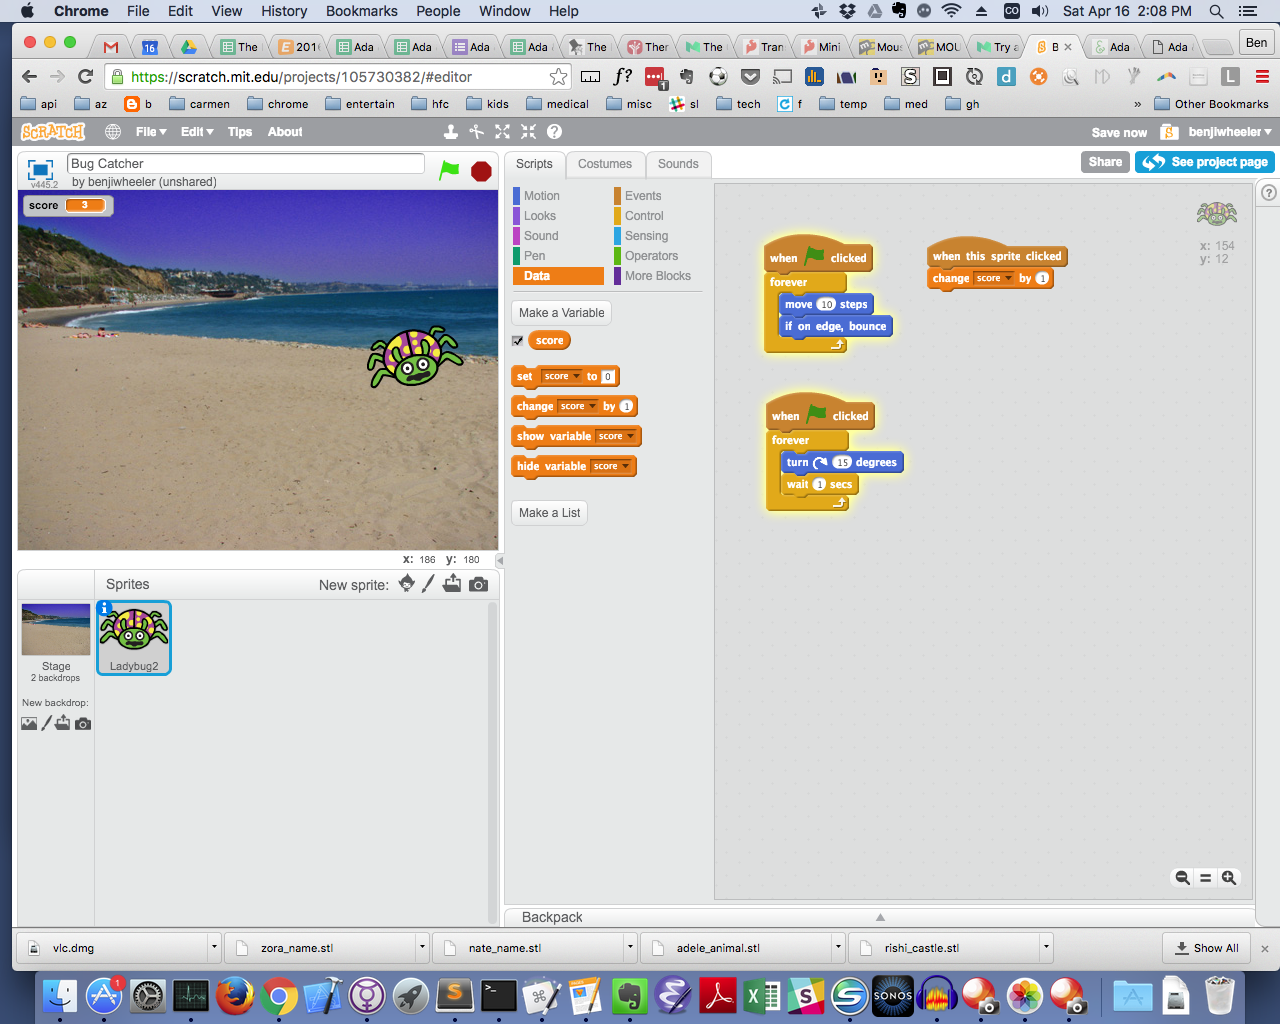 Chrome File Edit View History Bookmarks People Window Help
CO Sat Apr 16 2:08 PM
16 The 201 Ada Ada Ada Ada The Ther The Tran Mini Mous MOU Try a B Ada Ada Ben
https://scratch.mit.edu/projects/105730382/#editor
f? 1 S d L
api az b carmen chrome entertain hfc kids medical misc sl tech f temp med gh » Other Bookmarks
SCRATCH File Edit Tips About
Save now benjiwheeler
v445.2
Bug Catcher
by benjiwheeler (unshared)
Scripts Costumes Sounds
Share See project page
score 3
Motion Events
Looks Control
Sound Sensing
Pen Operators
Data More Blocks
Make a Variable
score
set score to 0
change score by 1
show variable score
hide variable score
Make a List
when clicked
forever
move 10 steps
if on edge, bounce
when this sprite clicked
change score by 1
when clicked
forever
turn 15 degrees
wait 1 secs
x: 154
y: 12
x: 186 y: 180
Sprites New sprite:
Stage
2 backdrops
New backdrop:
Ladybug2
Backpack
vlc.dmg zora_name.stl nate_name.stl adele_animal.stl rishi_castle.stl Show All
1 S SONOS